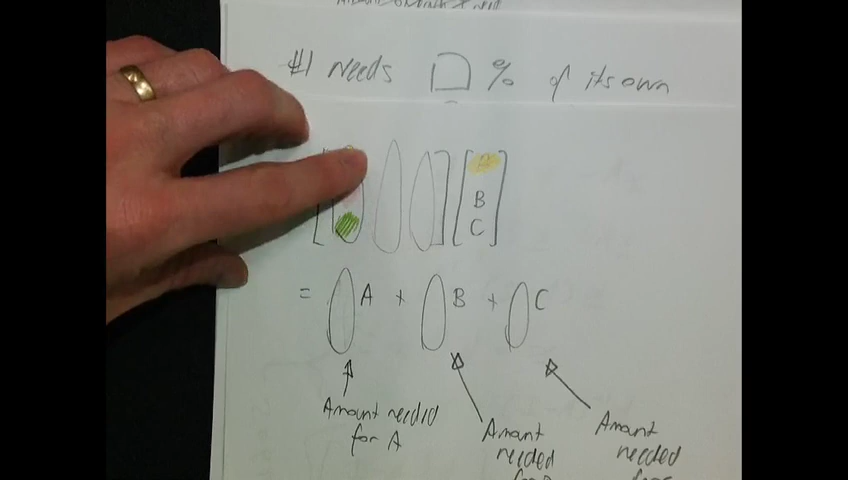 #1 needs % of its own
B
C
= A + B + C
Amount needed
for A
Amount
needed
Amount
needed